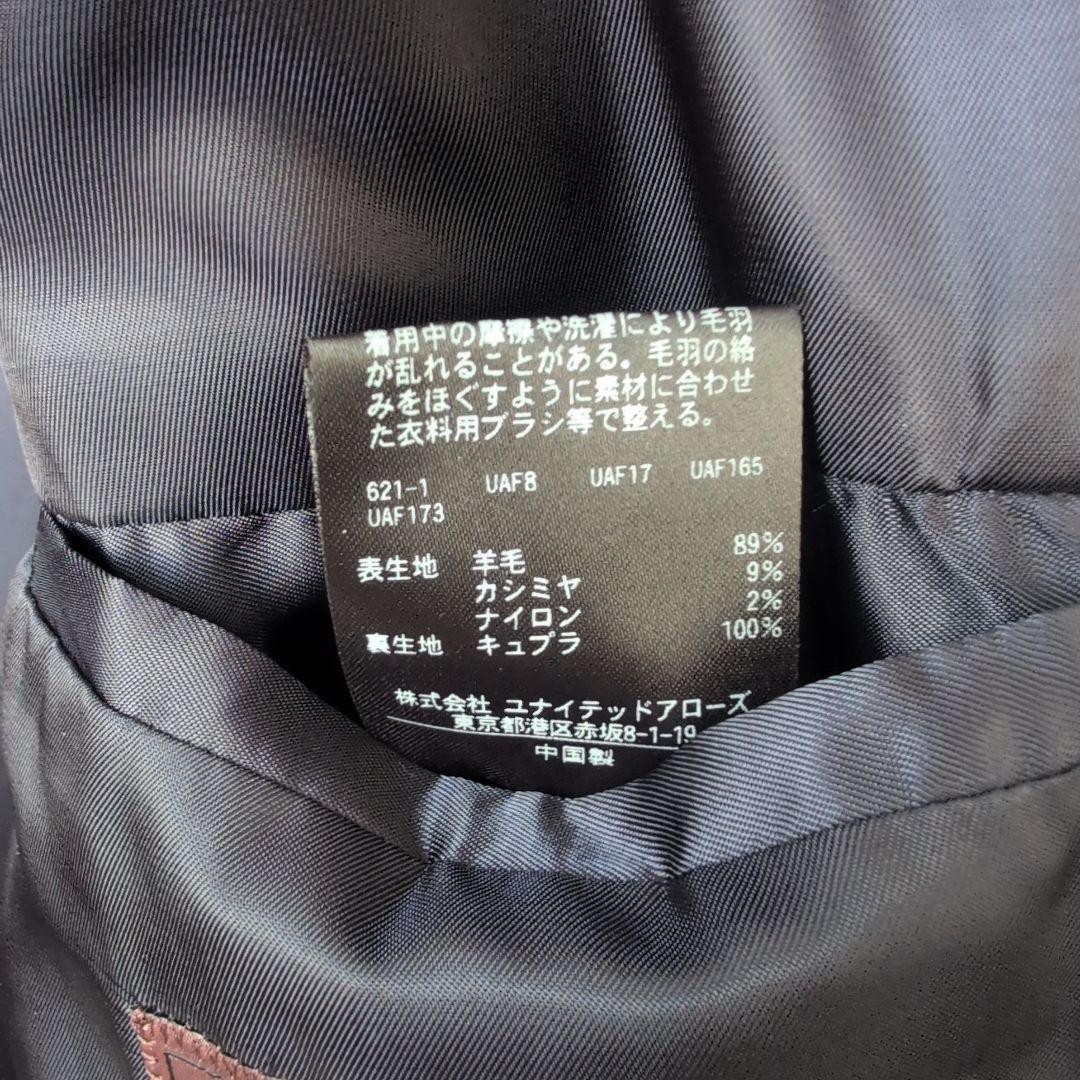 着用中の摩擦や洗濯により毛羽
が乱れることがある。毛羽の絡
みをほぐすように素材に合わせ
た衣料用ブラシ等で整える。
621-1 UAF8 UAF17 UAF165
UAF173
表生地 羊毛 89%
カシミヤ 9%
ナイロン 2%
裏生地 キュプラ 100%
株式会社 ユナイテッドアローズ
東京都港区赤坂8-1-19
中国製